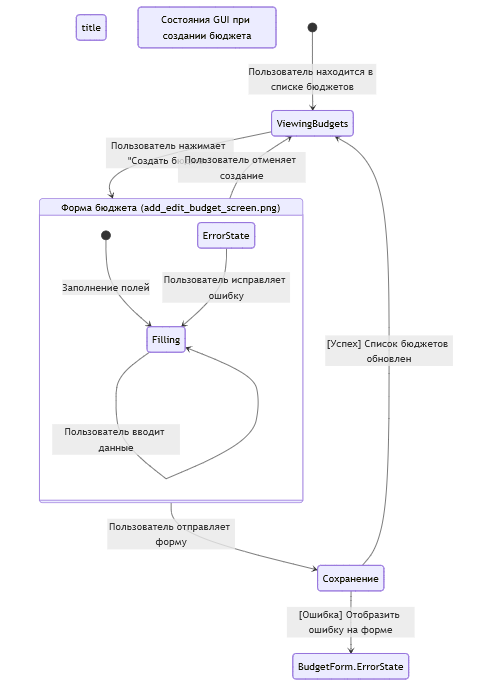 title
Состояния GUI при
создании бюджета
Пользователь находится в
списке бюджетов
ViewingBudgets
Пользователь нажимает
"Создать
Пользователь отменяет
создание
Форма бюджета (add_edit_budget_screen.png)
ErrorState
Заполнение полей
Пользователь исправляет
ошибку
Filling
[Успех] Список бюджетов
обновлен
Пользователь вводит
данные
Пользователь отправляет
форму
Сохранение
[Ошибка] Отобразить
ошибку на форме
BudgetForm.ErrorState